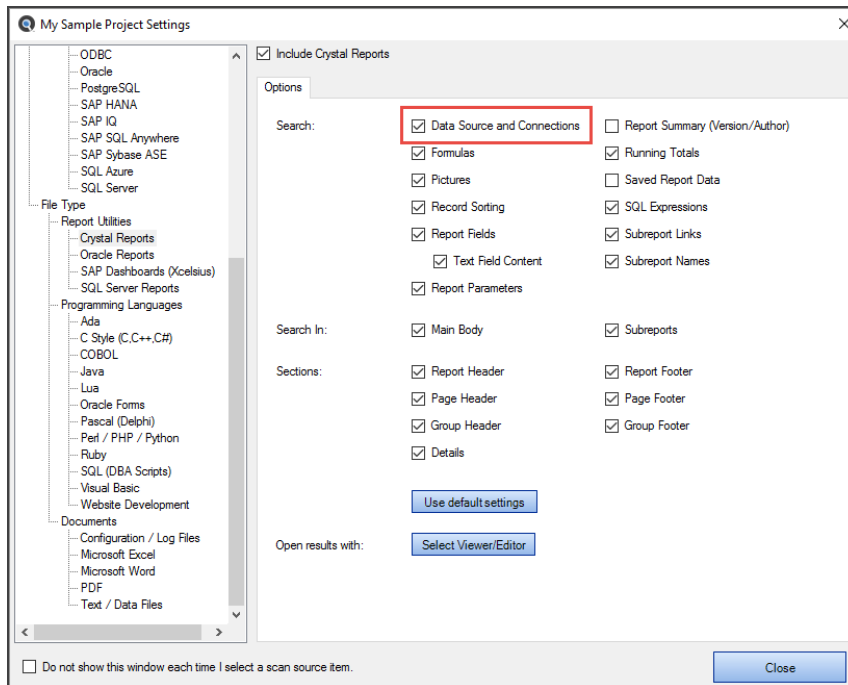 My Sample Project Settings
ODBC
Oracle
PostgreSQL
SAP HANA
SAP IQ
SAP SQL Anywhere
SAP Sybase ASE
SQL Azure
SQL Server
File Type
Report Utilities
Crystal Reports
Oracle Reports
SAP Dashboards (Xcelsius)
SQL Server Reports
Programming Languages
Ada
C Style (C,C++,C#)
COBOL
Java
Lua
Oracle Forms
Pascal (Delphi)
Perl / PHP / Python
Ruby
SQL (DBA Scripts)
Visual Basic
Website Development
Documents
Configuration / Log Files
Microsoft Excel
Microsoft Word
PDF
Text / Data Files
Include Crystal Reports
Options
Search: Data Source and Connections Report Summary (Version/Author)
Formulas Running Totals
Pictures Saved Report Data
Record Sorting SQL Expressions
Report Fields Subreport Links
Text Field Content Subreport Names
Report Parameters
Search In: Main Body Subreports
Sections: Report Header Report Footer
Page Header Page Footer
Group Header Group Footer
Details
Use default settings
Open results with: Select Viewer/Editor
Do not show this window each time I select a scan source item.
Close